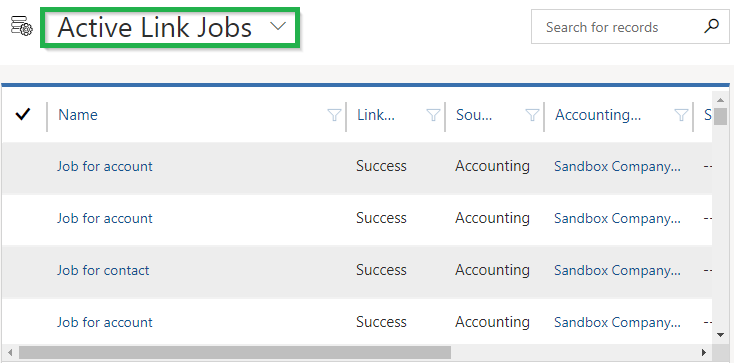 Active Link Jobs
Search for records
Name Link... Sou... Accounting... S
Job for account Success Accounting Sandbox Company... --
Job for account Success Accounting Sandbox Company... --
Job for contact Success Accounting Sandbox Company... --
Job for account Success Accounting Sandbox Company... --